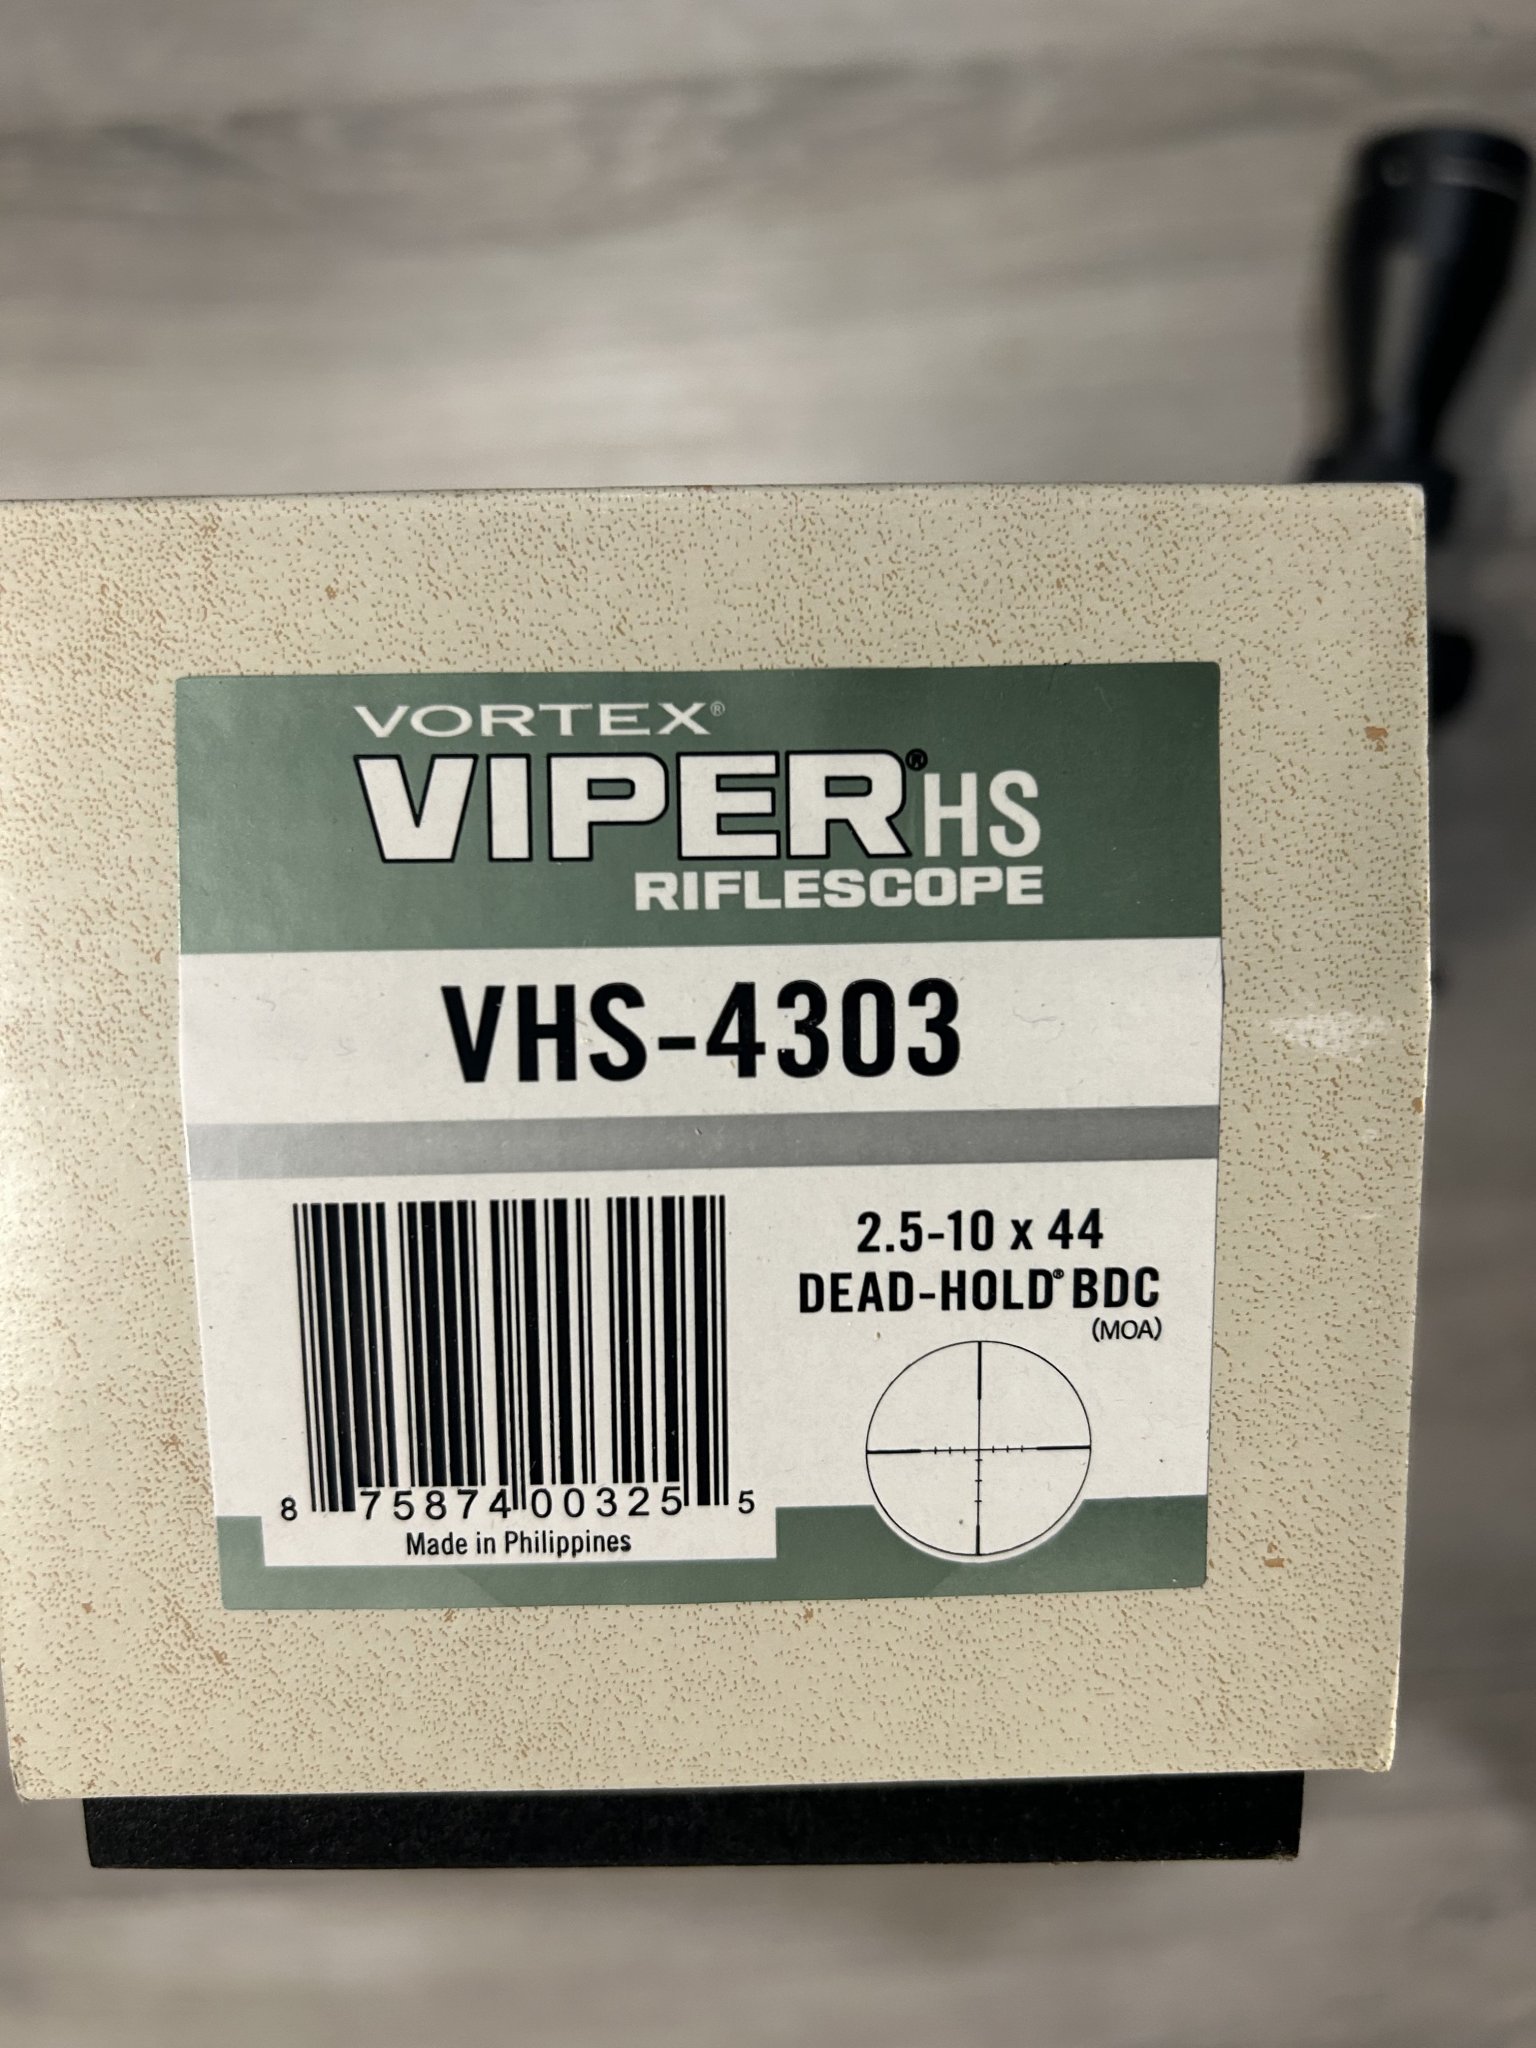 VORTEX®
VIPER® HS
RIFLESCOPE
VHS-4303
2.5-10 x 44
DEAD-HOLD® BDC
(MOA)
8 75874 00325 5
Made in Philippines